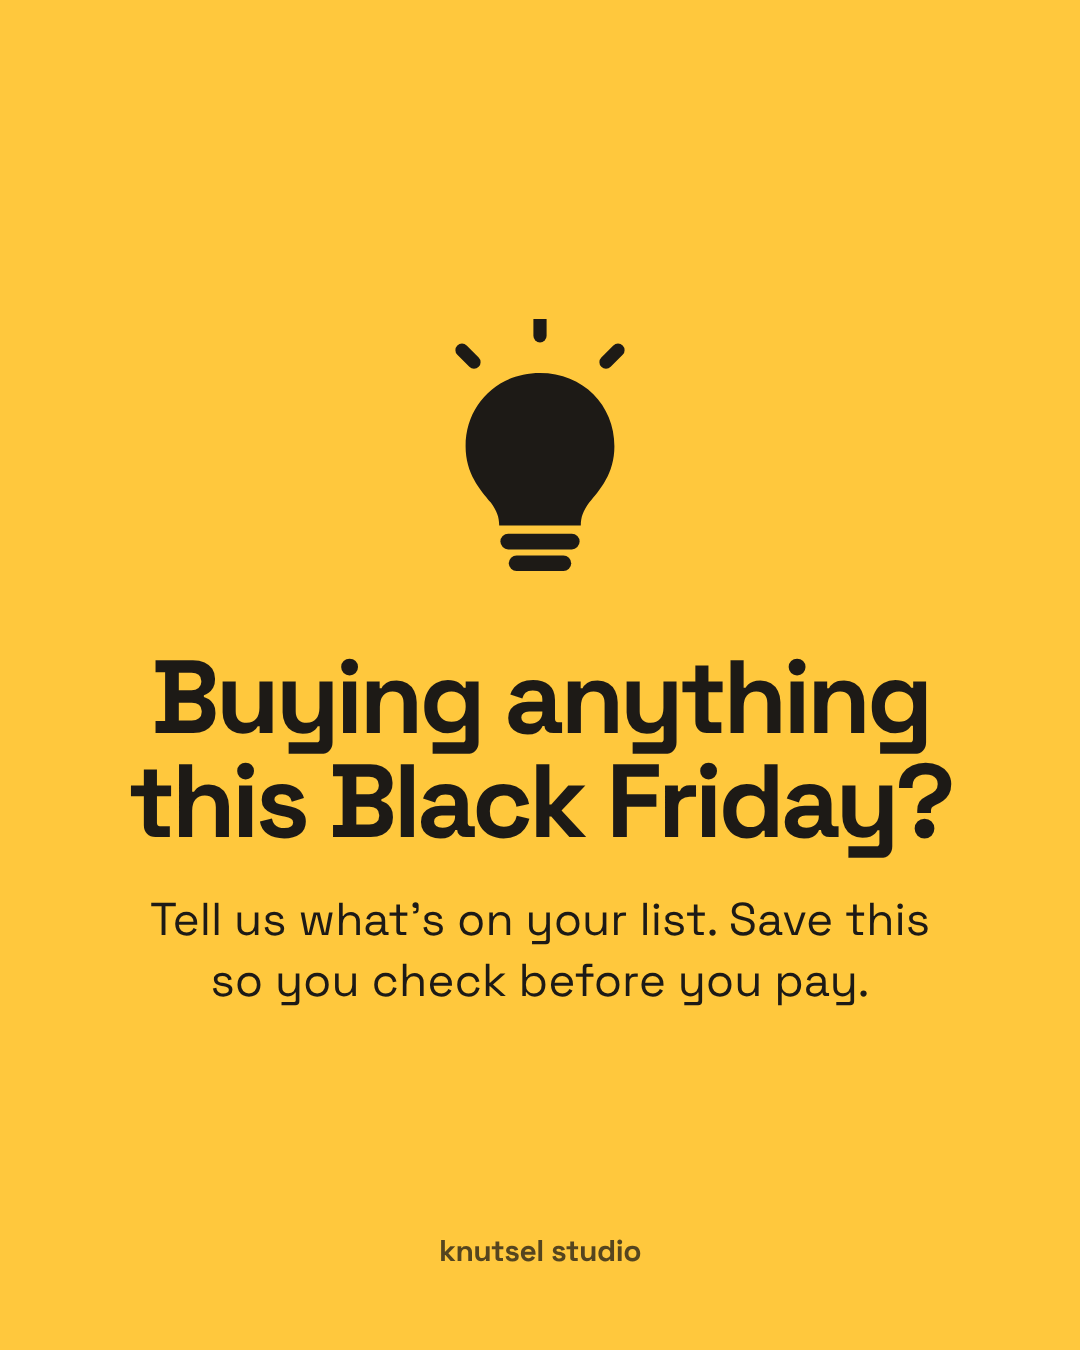 Buying anything
this Black Friday?
Tell us what’s on your list. Save this
so you check before you pay.
knutsel studio